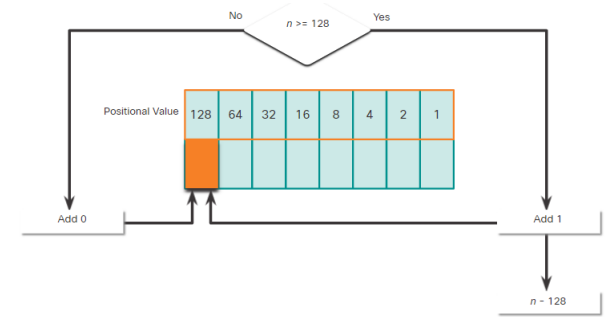 No
n >= 128
Yes
Positional Value 128 64 32 16 8 4 2 1
Add 0
Add 1
n - 128